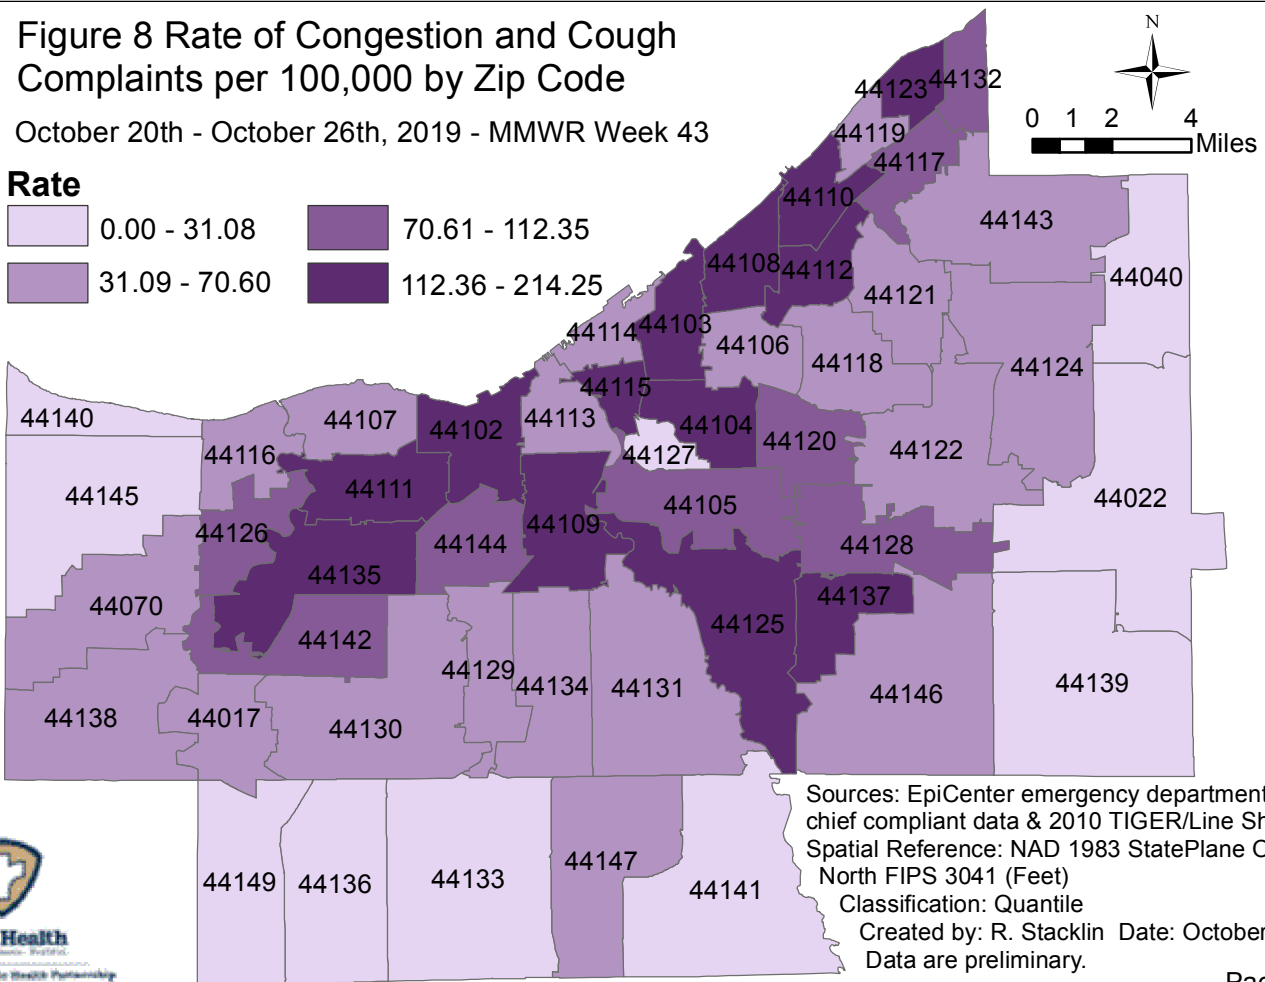 Figure 8 Rate of Congestion and Cough
Complaints per 100,000 by Zip Code
October 20th - October 26th, 2019 - MMWR Week 43
Rate
0.00 - 31.08
70.61 - 112.35
31.09 - 70.60
112.36 - 214.25
N
0 1 2 4
Miles
44123
44132
44119
44117
44110
44143
44108
44112
44040
44121
44114
44103
44106
44118
44124
44115
44140
44107
44102
44113
44104
44120
44116
44127
44122
44145
44111
44022
44105
44126
44109
44144
44128
44135
44070
44137
44125
44142
44129
44134
44131
44139
44146
44138
44017
44130
44147
44149
44136
44133
44141
Sources: EpiCenter emergency department
chief compliant data & 2010 TIGER/Line Sh
Spatial Reference: NAD 1983 StatePlane O
North FIPS 3041 (Feet)
Classification: Quantile
Created by: R. Stacklin Date: October
Data are preliminary.
Health
Health Partnership